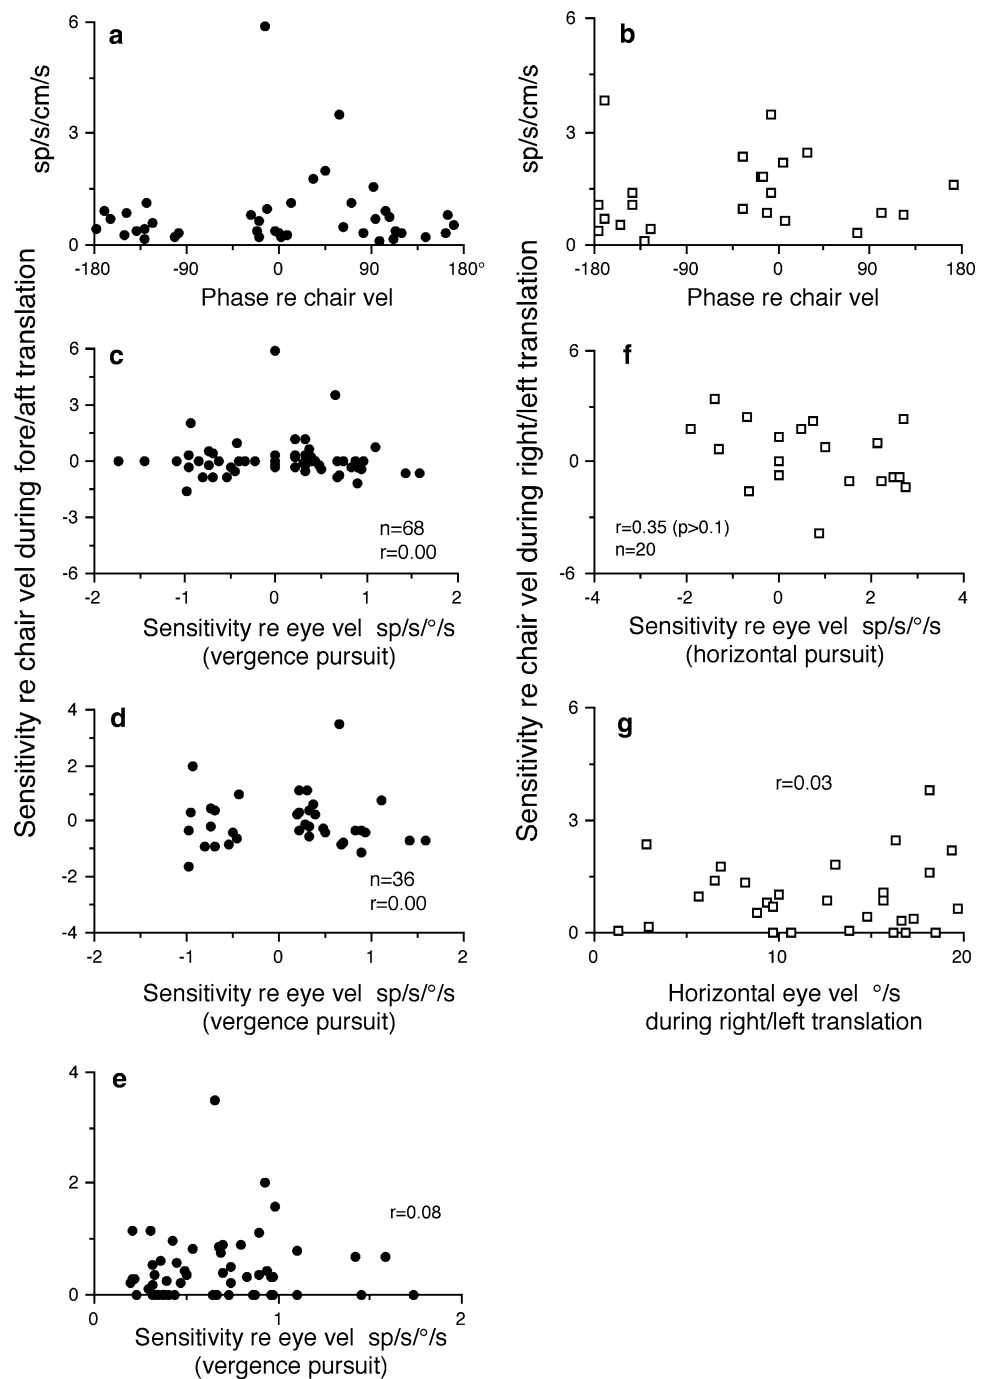 Sensitivity re chair vel during fore/aft translation
Sensitivity re chair vel during right/left translation
a
sp/s/cm/s
6
3
0
-180 -90 0 90 180°
Phase re chair vel
b
sp/s/cm/s
6
3
0
-180 -90 0 90 180
Phase re chair vel
c
6
3
0
-3
-6
n=68
r=0.00
-2 -1 0 1 2
Sensitivity re eye vel sp/s/°/s
(vergence pursuit)
f
6
3
0
-6
r=0.35 (p>0.1)
n=20
-4 -2 0 2 4
Sensitivity re eye vel sp/s/°/s
(horizontal pursuit)
d
4
2
0
-2
-4
n=36
r=0.00
-2 -1 0 1 2
Sensitivity re eye vel sp/s/°/s
(vergence pursuit)
g
6
3
0
r=0.03
0 10 20
Horizontal eye vel °/s
during right/left translation
e
4
2
0
r=0.08
0 1 2
Sensitivity re eye vel sp/s/°/s
(vergence pursuit)